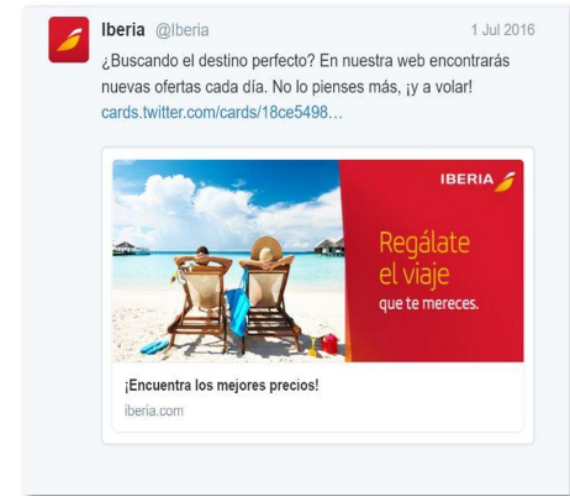 Iberia @Iberia 1 Jul 2016
¿Buscando el destino perfecto? En nuestra web encontrarás
nuevas ofertas cada día. No lo pienses más, ¡y a volar!
cards.twitter.com/cards/18ce5498…
IBERIA
Regálate
el viaje
que te mereces.
¡Encuentra los mejores precios!
iberia.com